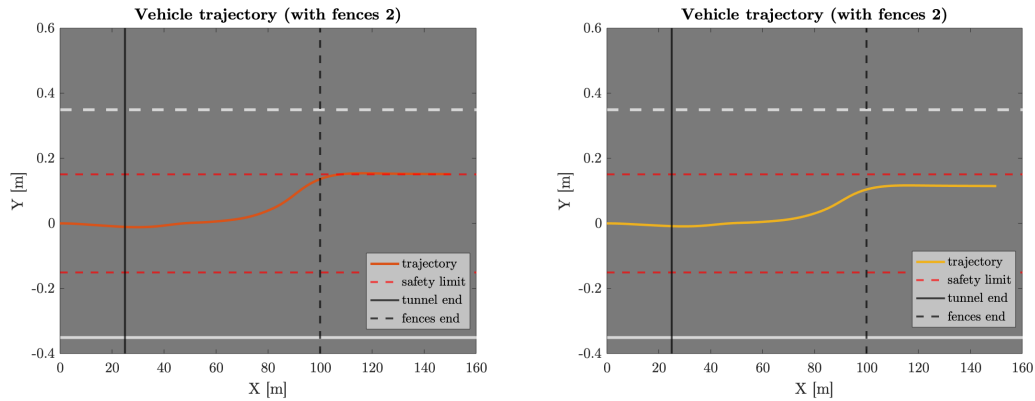 Vehicle trajectory (with fences 2)
0.6
0.4
0.2
0
-0.2
-0.4
Y [m]
trajectory
safety limit
tunnel end
fences end
0 20 40 60 80 100 120 140 160
X [m]
Vehicle trajectory (with fences 2)
0.6
0.4
0.2
0
-0.2
-0.4
Y [m]
trajectory
safety limit
tunnel end
fences end
0 20 40 60 80 100 120 140 160
X [m]